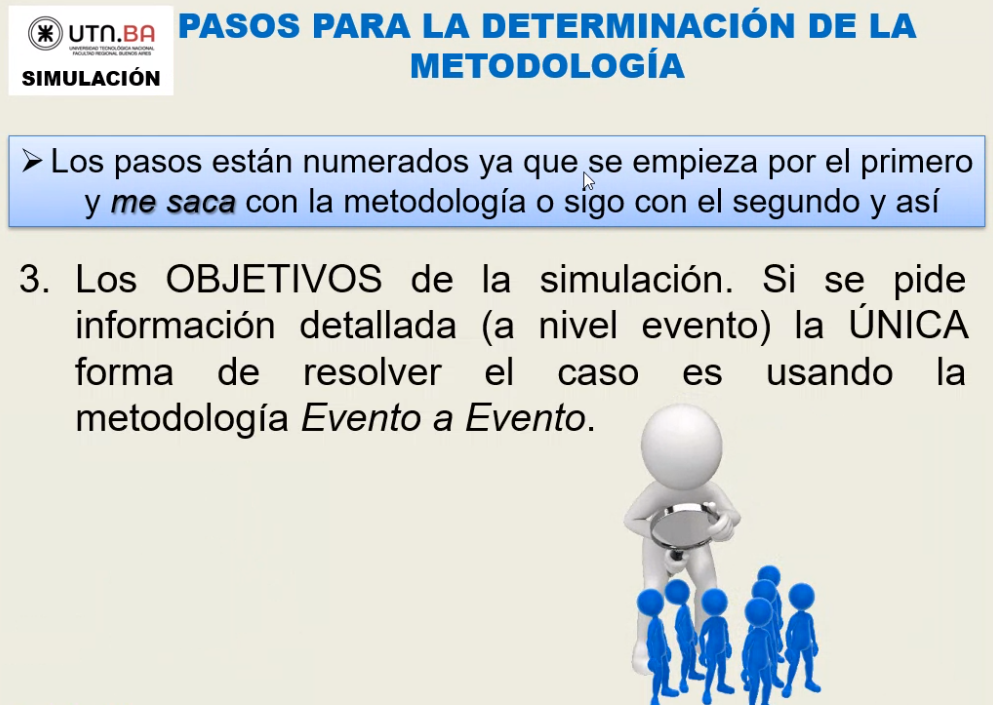 UTN.BA
UNIVERSIDAD TECNOLÓGICA NACIONAL
FACULTAD REGIONAL BUENOS AIRES
SIMULACIÓN
PASOS PARA LA DETERMINACIÓN DE LA
METODOLOGÍA
➢ Los pasos están numerados ya que se empieza por el primero
y me saca con la metodología o sigo con el segundo y así
3. Los OBJETIVOS de la simulación. Si se pide
información detallada (a nivel evento) la ÚNICA
forma de resolver el caso es usando la
metodología Evento a Evento.